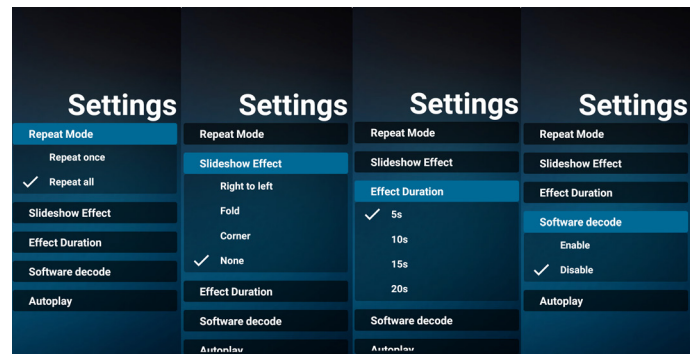 Settings
Repeat Mode
Repeat once
Repeat all
Slideshow Effect
Effect Duration
Software decode
Autoplay
Settings
Repeat Mode
Slideshow Effect
Right to left
Fold
Corner
None
Effect Duration
Software decode
Autoplay
Settings
Repeat Mode
Slideshow Effect
Effect Duration
5s
10s
15s
20s
Software decode
Autoplay
Settings
Repeat Mode
Slideshow Effect
Effect Duration
Software decode
Enable
Disable
Autoplay